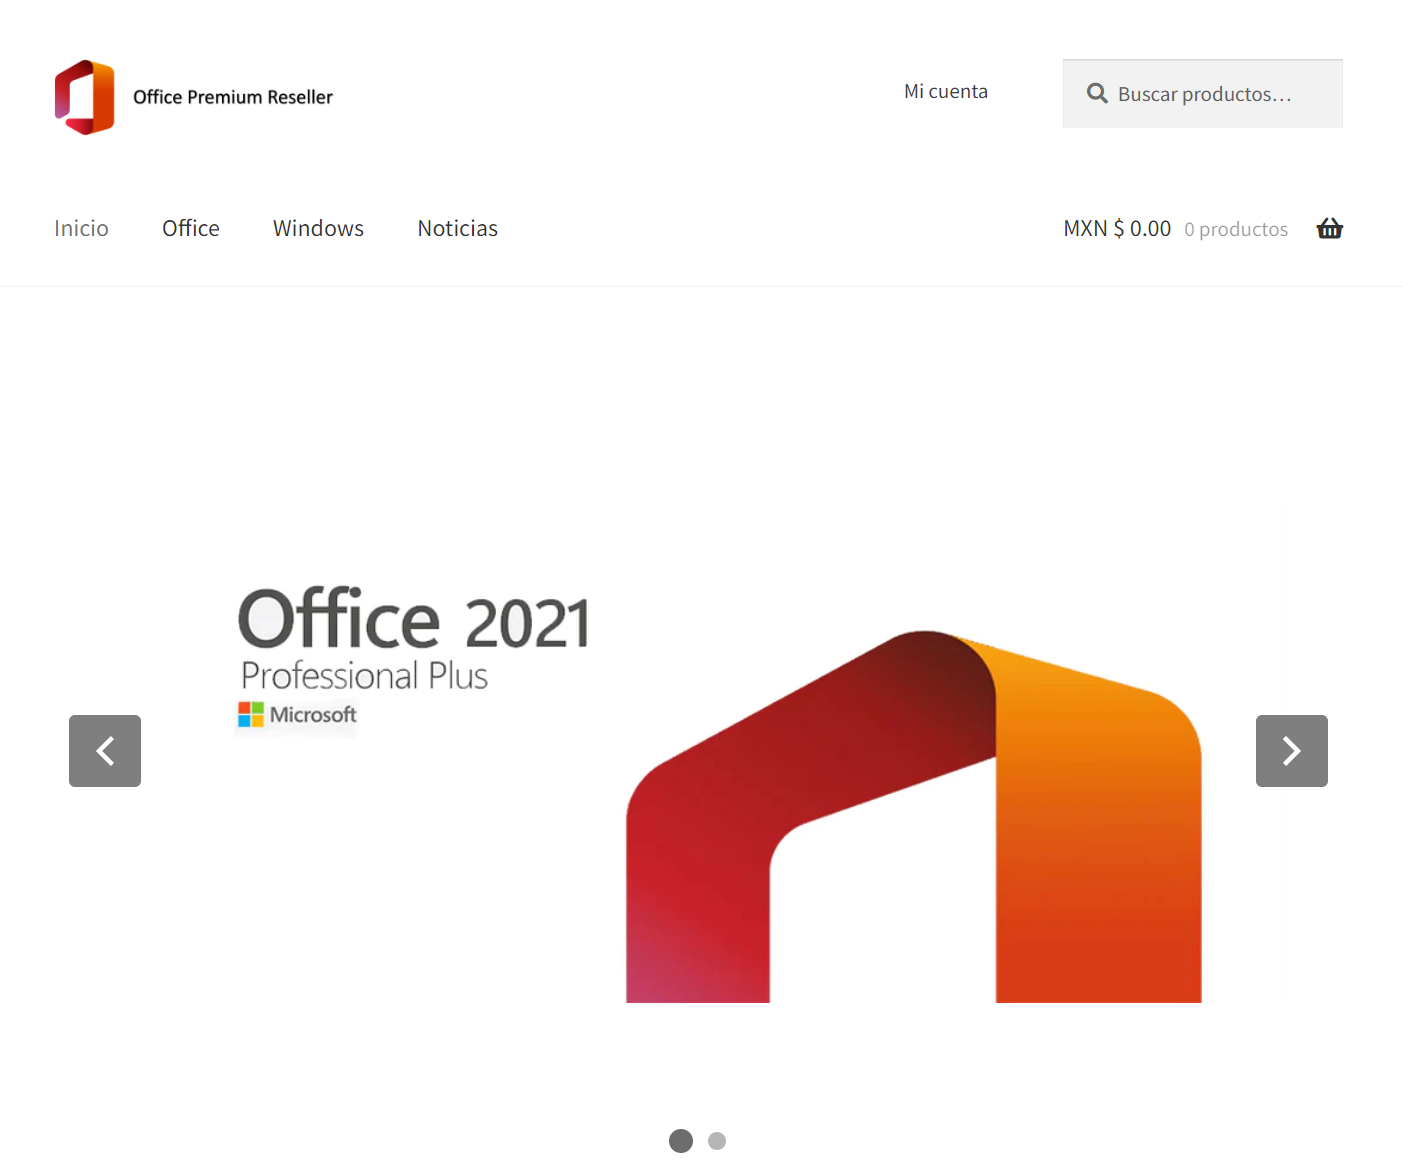 Office Premium Reseller
Mi cuenta
Buscar productos…
Inicio
Office
Windows
Noticias
MXN $ 0.00 0 productos
Office 2021
Professional Plus
Microsoft